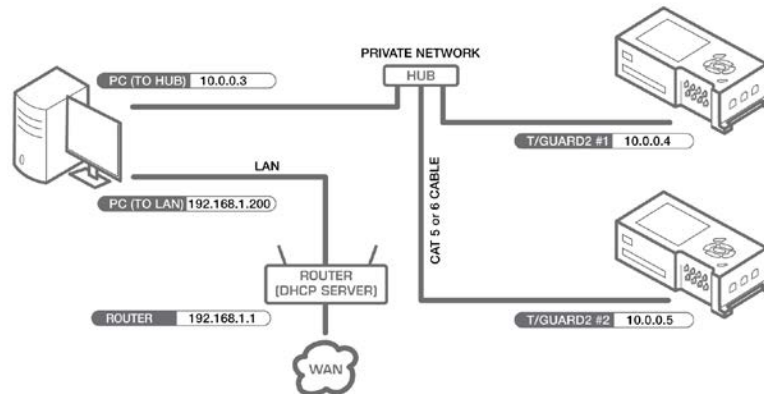 PRIVATE NETWORK
HUB
PC (TO HUB) 10.0.0.3
T/GUARD2 #1 10.0.0.4
LAN
CAT 5 or 6 CABLE
PC (TO LAN) 192.168.1.200
ROUTER
(DHCP SERVER)
ROUTER 192.168.1.1
T/GUARD2 #2 10.0.0.5
WAN